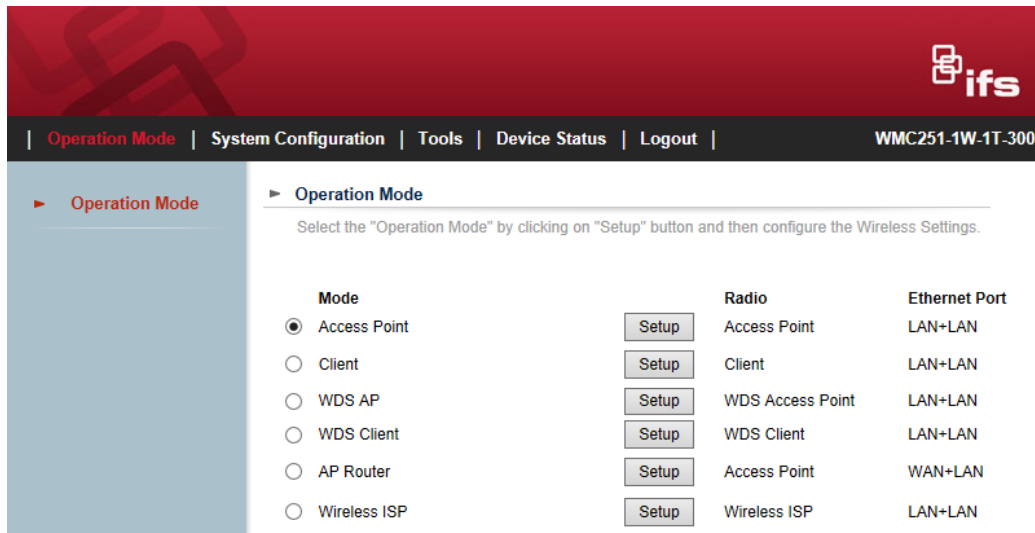 ifs
| Operation Mode | System Configuration | Tools | Device Status | Logout | WMC251-1W-1T-300
Operation Mode
Operation Mode
Select the "Operation Mode" by clicking on "Setup" button and then configure the Wireless Settings.
Mode Radio Ethernet Port
Access Point Setup Access Point LAN+LAN
Client Setup Client LAN+LAN
WDS AP Setup WDS Access Point LAN+LAN
WDS Client Setup WDS Client LAN+LAN
AP Router Setup Access Point WAN+LAN
Wireless ISP Setup Wireless ISP LAN+LAN